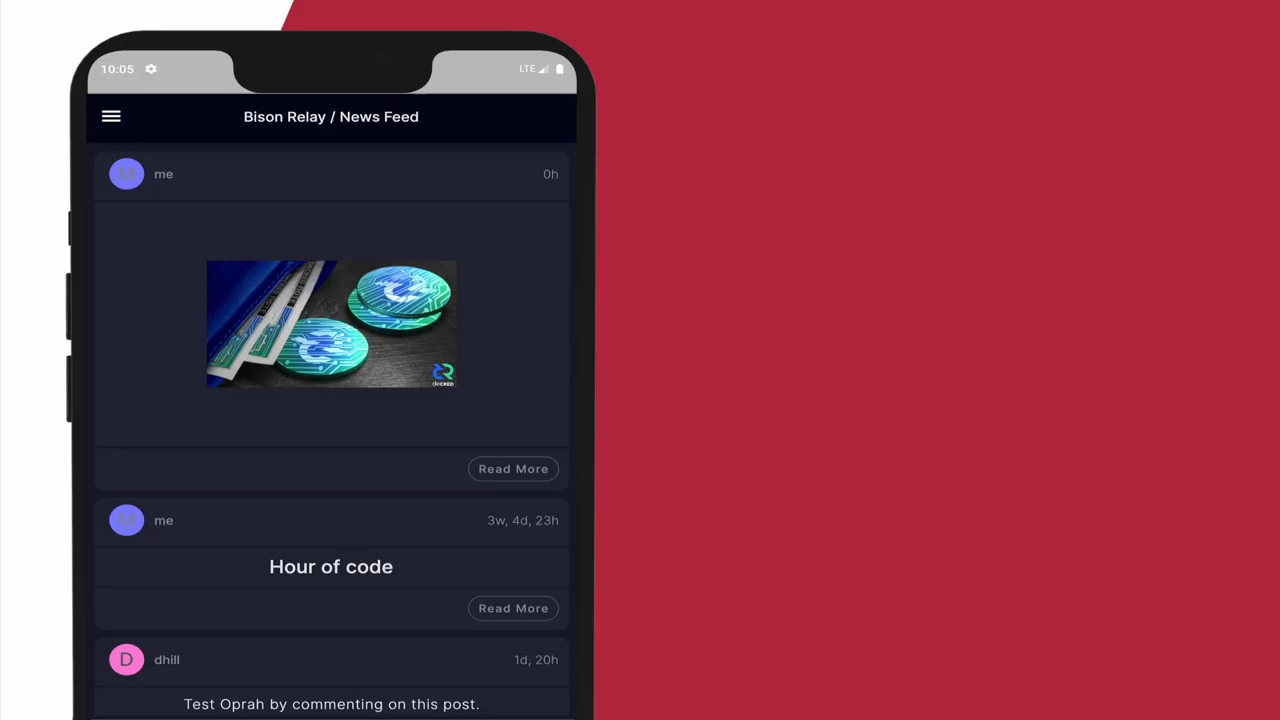 10:05
LTE
Bison Relay / News Feed
M
me
0h
decred
Read More
M
me
3w, 4d, 23h
Hour of code
Read More
D
dhill
1d, 20h
Test Oprah by commenting on this post.